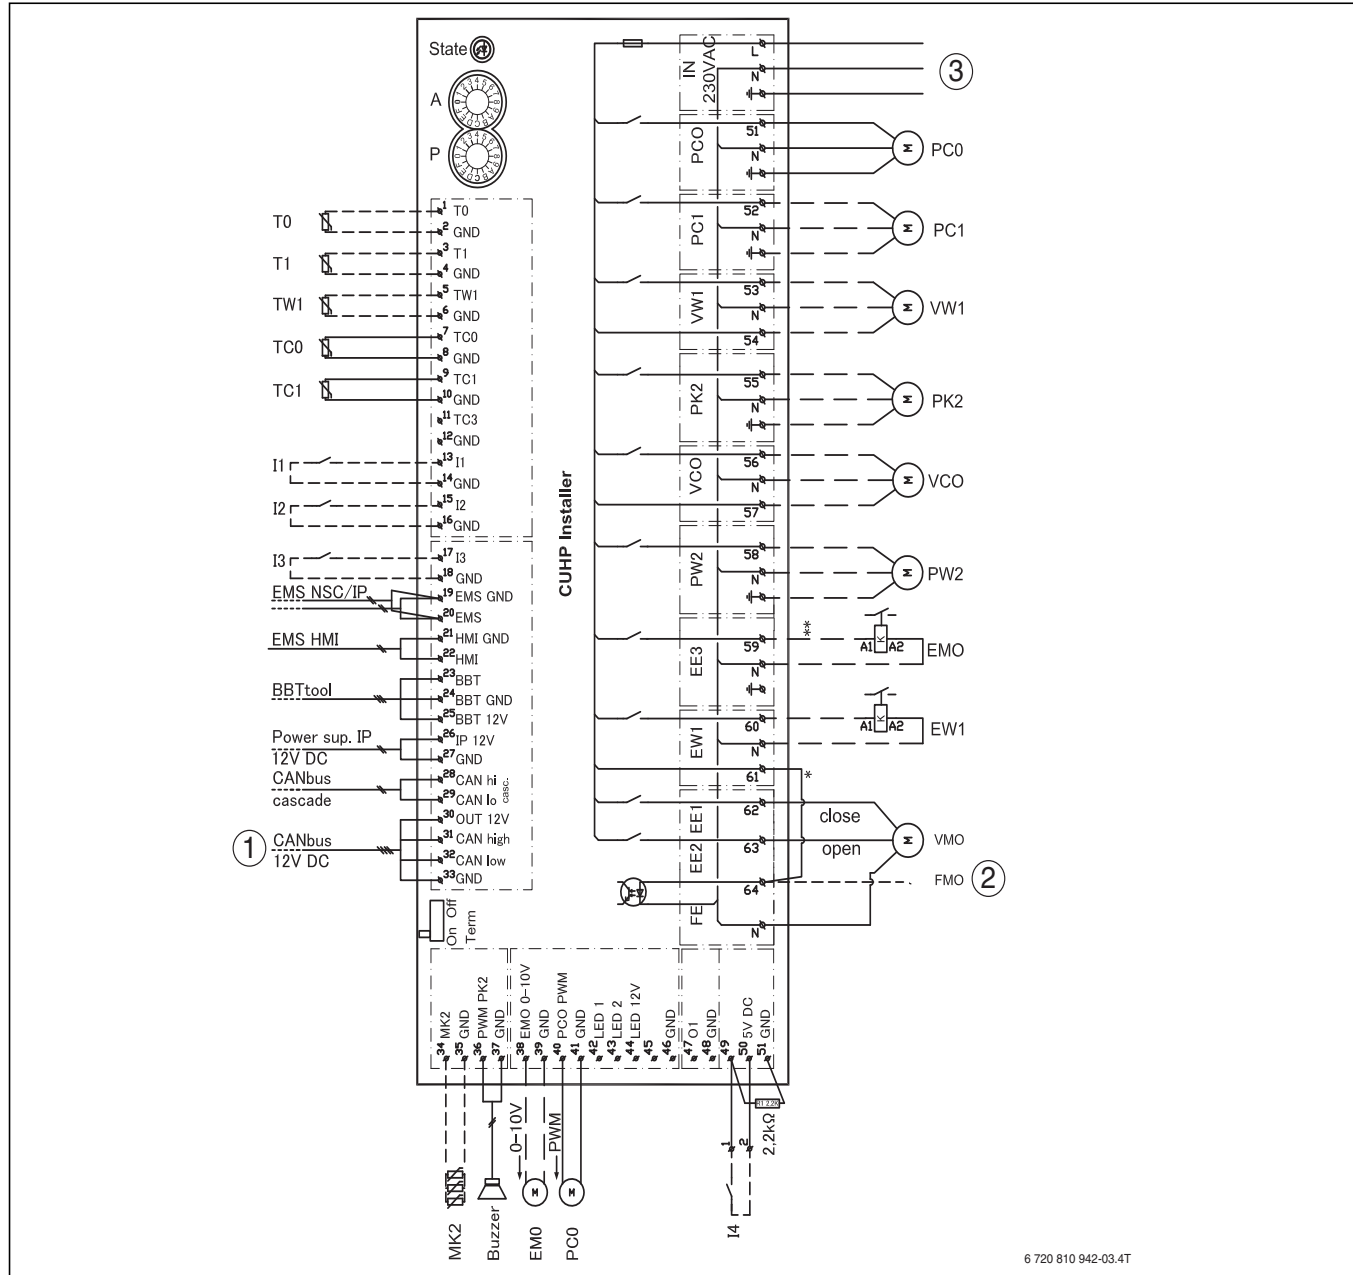 State
A
P
IN
230VAC
L
N
3
PCO
51
N
PC0
PC1
52
N
PC1
VW1
53
N
54
VW1
PK2
55
N
PK2
VCO
56
N
57
VCO
PW2
58
N
PW2
EE3
59
N
**
A1 K A2
EMO
EW1
60
N
61
*
A1 K A2
EW1
EE1
62
close
EE2
63
open
M
VMO
FE
64
FMO
2
N
T0
1 T0
2 GND
T1
3 T1
4 GND
TW1
5 TW1
6 GND
TC0
7 TC0
8 GND
TC1
9 TC1
10 GND
11 TC3
12 GND
I1
13 I1
14 GND
I2
15 I2
16 GND
I3
17 I3
18 GND
EMS NSC/IP
19 EMS GND
20 EMS
EMS HMI
21 HMI GND
22 HMI
BBTtool
23 BBT
24 BBT GND
25 BBT 12V
Power sup. IP
12V DC
26 IP 12V
27 GND
CANbus
cascade
28 CAN hi
29 CAN lo
casc.
1
CANbus
12V DC
30 OUT 12V
31 CAN high
32 CAN low
33 GND
CUHP Installer
On Off
Term
34 MK2
35 GND
36 PWM PK2
37 GND
38 EMO 0-10V
39 GND
40 PCO PWM
41 GND
42 LED 1
43 LED 2
44 LED 12V
45
46 GND
47 O1
48 GND
49
50 5V DC
51 GND
R1 2.2K
2,2kΩ
1
2
0-10V
PWM
M
M
MK2
Buzzer
EM0
PC0
I4
6 720 810 942-03.4T